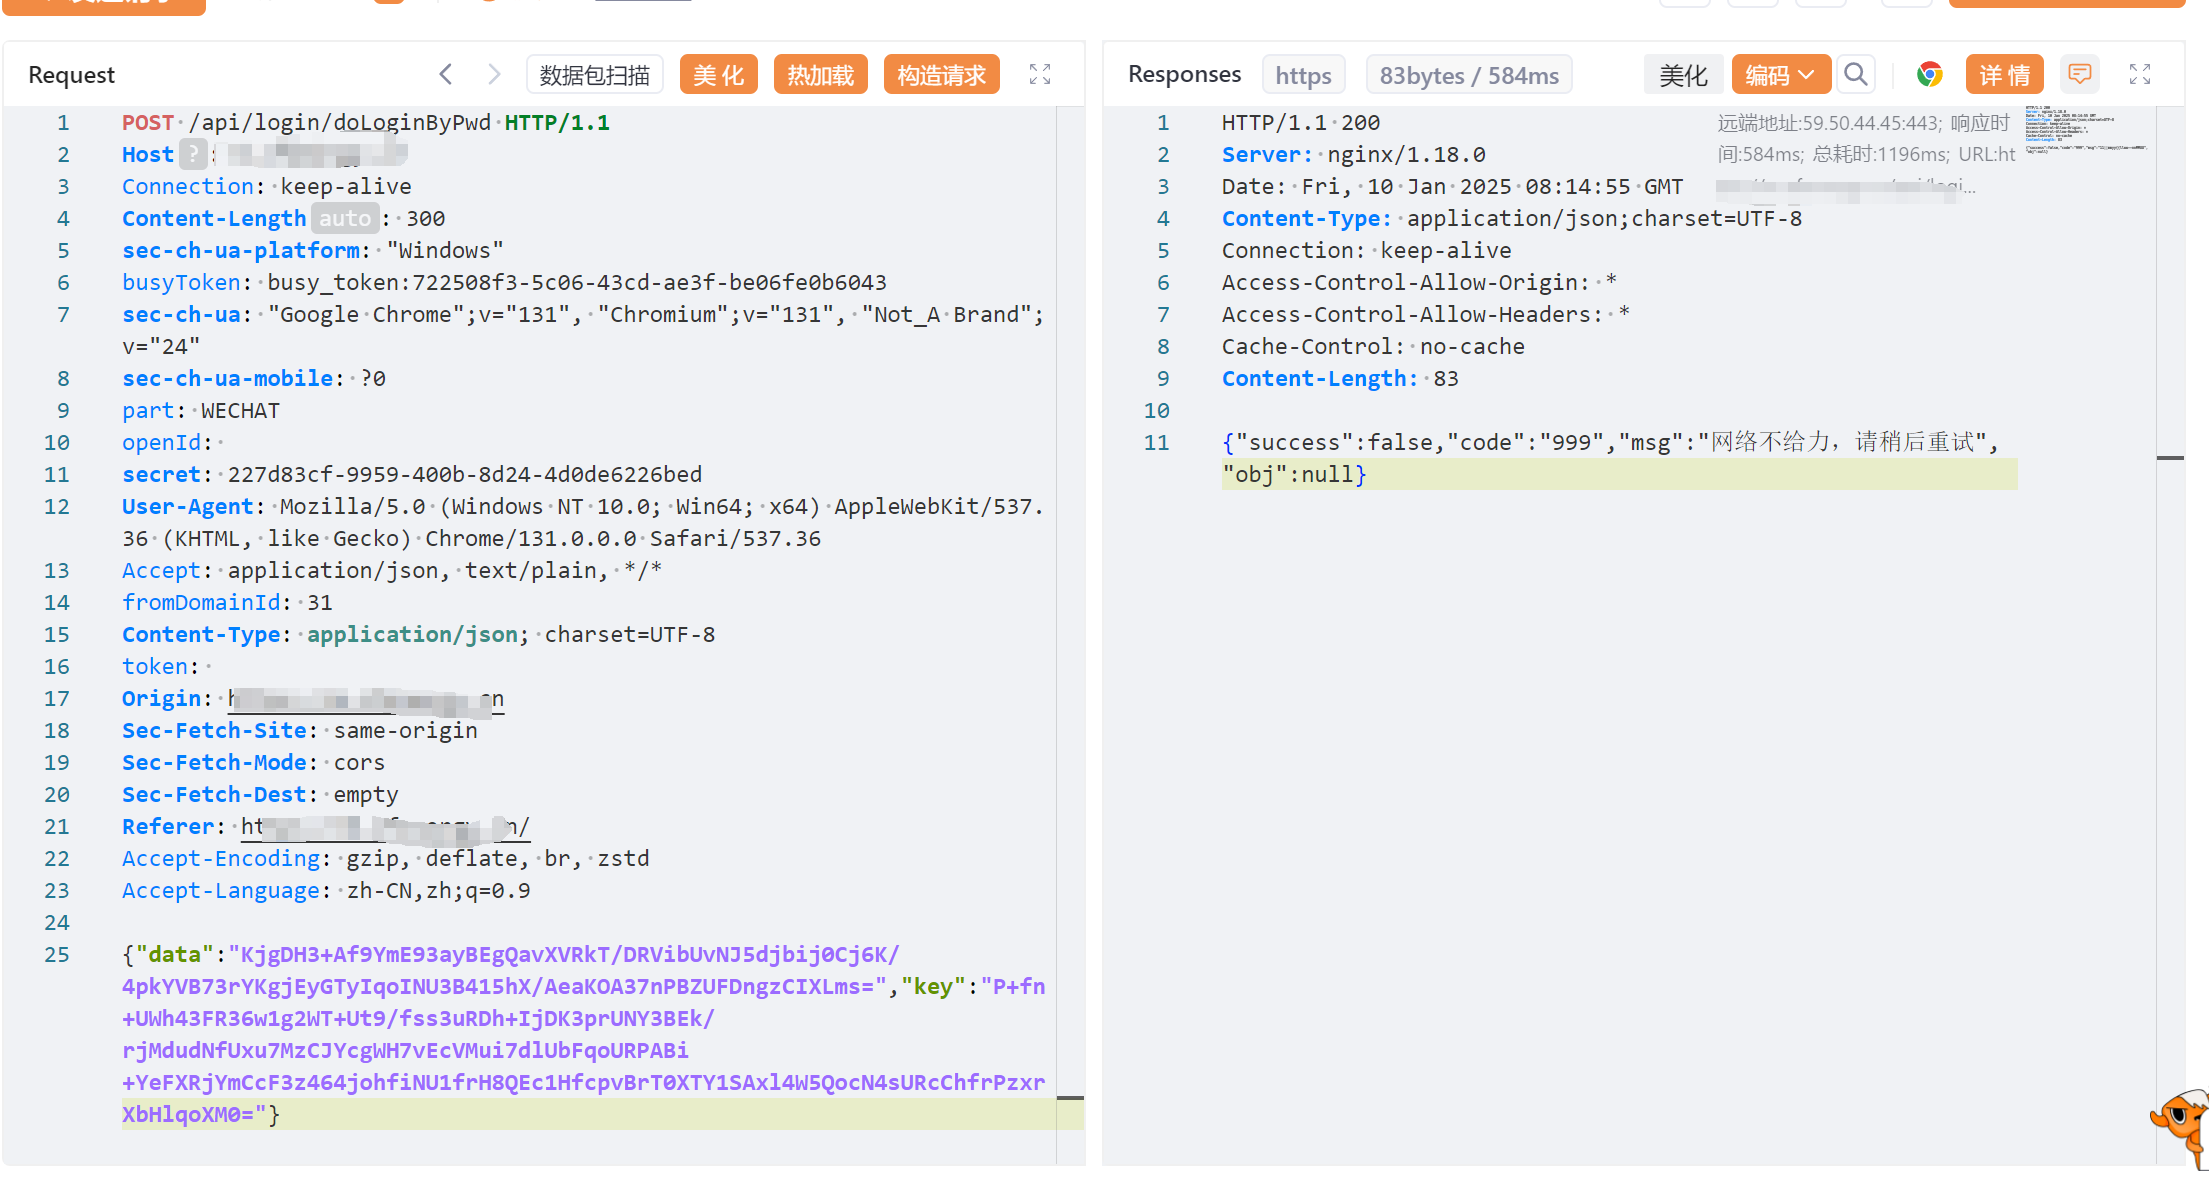 Request
数据包扫描
美 化
热加载
构造请求
1 POST /api/login/doLoginByPwd HTTP/1.1
2 Host ? :
3 Connection: keep-alive
4 Content-Length auto : 300
5 sec-ch-ua-platform: "Windows"
6 busyToken: busy_token:722508f3-5c06-43cd-ae3f-be06fe0b6043
7 sec-ch-ua: "Google Chrome";v="131", "Chromium";v="131", "Not_A Brand";
v="24"
8 sec-ch-ua-mobile: ?0
9 part: WECHAT
10 openId:
11 secret: 227d83cf-9959-400b-8d24-4d0de6226bed
12 User-Agent: Mozilla/5.0 (Windows NT 10.0; Win64; x64) AppleWebKit/537.
36 (KHTML, like Gecko) Chrome/131.0.0.0 Safari/537.36
13 Accept: application/json, text/plain, */*
14 fromDomainId: 31
15 Content-Type: application/json; charset=UTF-8
16 token:
17 Origin:
18 Sec-Fetch-Site: same-origin
19 Sec-Fetch-Mode: cors
20 Sec-Fetch-Dest: empty
21 Referer:
22 Accept-Encoding: gzip, deflate, br, zstd
23 Accept-Language: zh-CN,zh;q=0.9
24
25 {"data":"KjgDH3+Af9YmE93ayBEgQavXVRkT/DRVibUvNJ5djbij0Cj6K/
4pkYVB73rYKgjEyGTyIqoINU3B415hX/AeaKOA37nPBZUFDngzCIXLms=","key":"P+fn
+UWh43FR36w1g2WT+Ut9/fss3uRDh+IjDK3prUNY3BEk/
rjMdudNfUxu7MzCJYcgWH7vEcVMui7dlUbFqoURPABi
+YeFXRjYmCcF3z464johfiNU1frH8QEc1HfcpvBrT0XTY1SAxl4W5QocN4sURcChfrPzxr
XbHlqoXM0="}
Responses
https
83bytes / 584ms
美化
编码
详 情
1 HTTP/1.1 200
2 Server: nginx/1.18.0
3 Date: Fri, 10 Jan 2025 08:14:55 GMT
4 Content-Type: application/json;charset=UTF-8
5 Connection: keep-alive
6 Access-Control-Allow-Origin: *
7 Access-Control-Allow-Headers: *
8 Cache-Control: no-cache
9 Content-Length: 83
10
11 {"success":false,"code":"999","msg":"网络不给力，请稍后重试",
"obj":null}
远端地址:59.50.44.45:443; 响应时
间:584ms; 总耗时:1196ms; URL:ht